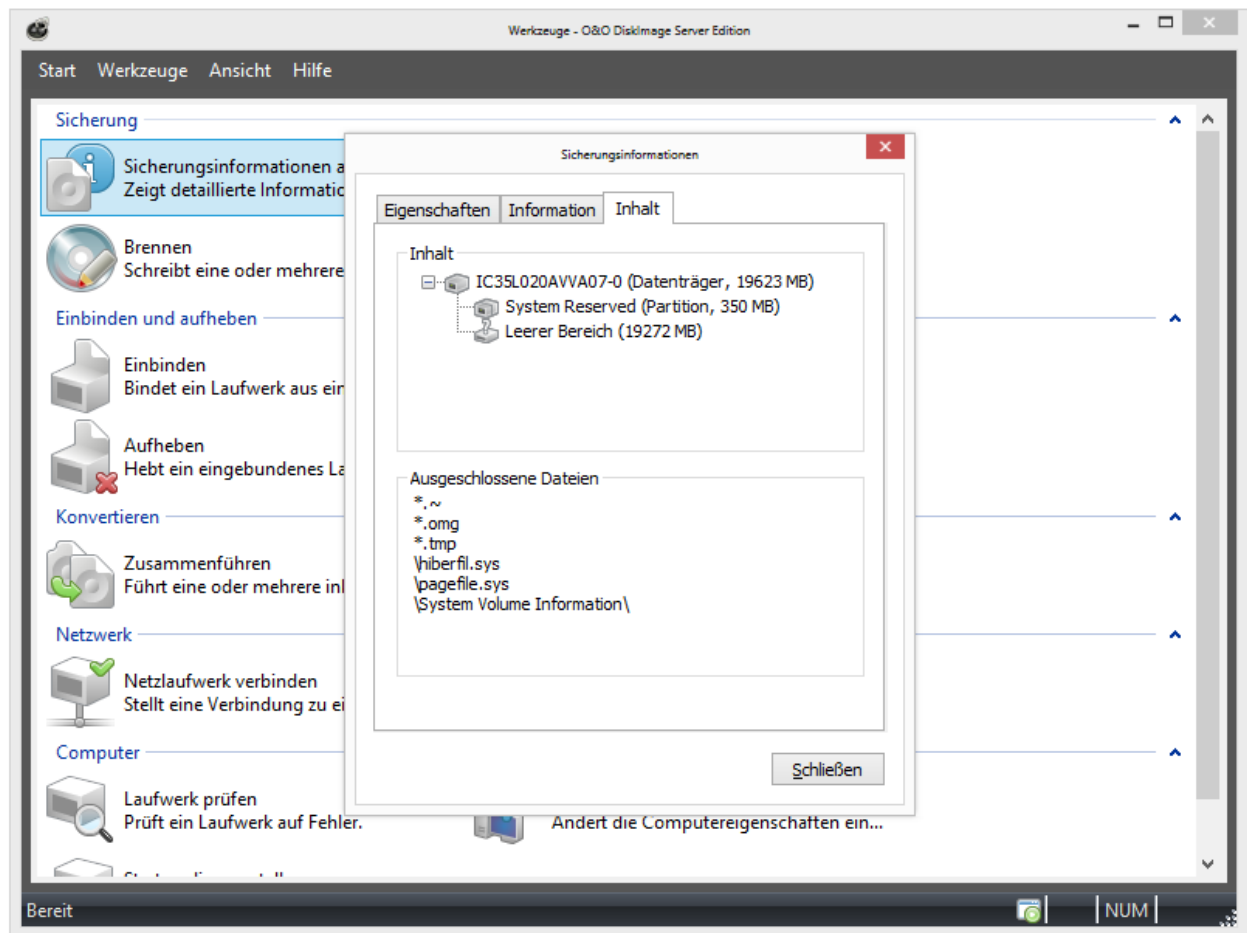 Werkzeuge - O&O DiskImage Server Edition
Start Werkzeuge Ansicht Hilfe
Sicherung
Sicherungsinformationen a
Zeigt detaillierte Informatic
Brennen
Schreibt eine oder mehrere
Einbinden und aufheben
Einbinden
Bindet ein Laufwerk aus ein
Aufheben
Hebt ein eingebundenes La
Konvertieren
Zusammenführen
Führt eine oder mehrere inl
Netzwerk
Netzlaufwerk verbinden
Stellt eine Verbindung zu ei
Computer
Laufwerk prüfen
Prüft ein Laufwerk auf Fehler.
Ändert die Computereigenschaften ein...
Sicherungsinformationen
Eigenschaften Information Inhalt
Inhalt
IC35L020AVVA07-0 (Datenträger, 19623 MB)
System Reserved (Partition, 350 MB)
Leerer Bereich (19272 MB)
Ausgeschlossene Dateien
*.~
*.omg
*.tmp
\hiberfil.sys
\pagefile.sys
\System Volume Information\
Schließen
Bereit
NUM